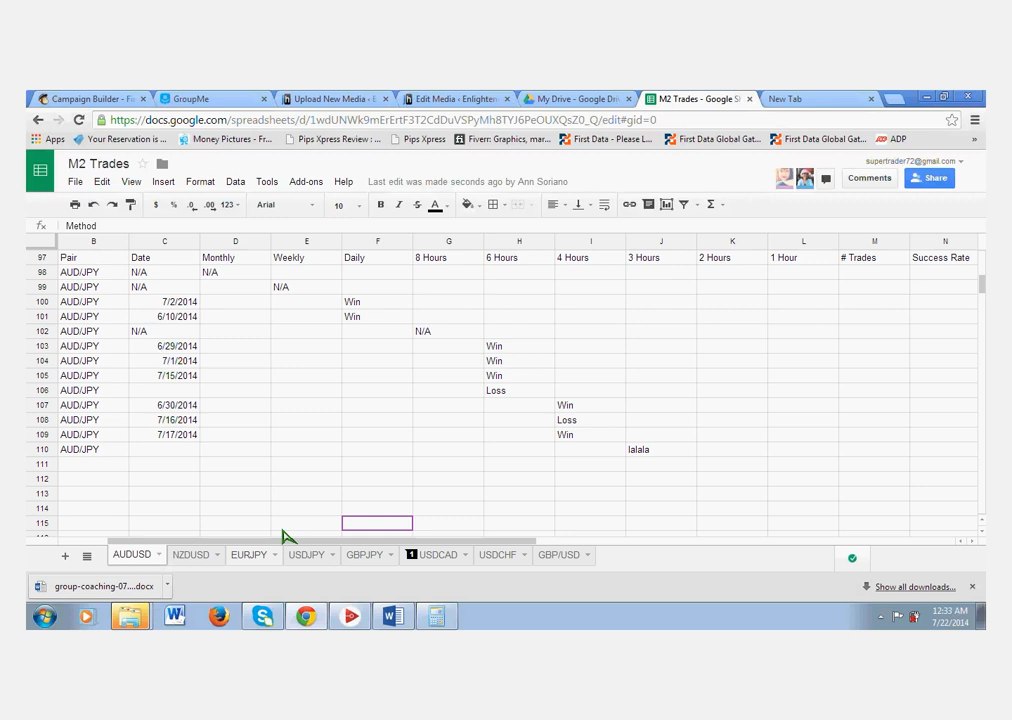 Campaign Builder - Fi
GroupMe
Upload New Media ‹ E
Edit Media ‹ Enlighten
My Drive - Google Dri
M2 Trades - Google S
New Tab
https://docs.google.com/spreadsheets/d/1wdUNWk9mErErtF3T2CdDuVSPyMh8TYJ6PeOUXQsZ0_Q/edit#gid=0
Apps
Your Reservation is ...
Money Pictures - Fr...
Pips Xpress Review : ...
Pips Xpress
Fiverr: Graphics, mar...
First Data - Please L...
First Data Global Gat...
First Data Global Gat...
ADP
»
M2 Trades
supertrader72@gmail.com
File Edit View Insert Format Data Tools Add-ons Help
Last edit was made seconds ago by Ann Soriano
Comments
Share
$ % .0 .00 123
Arial
10
B I S A
Σ
fx Method
B C D E F G H I J K L M N
97 Pair Date Monthly Weekly Daily 8 Hours 6 Hours 4 Hours 3 Hours 2 Hours 1 Hour # Trades Success Rate
98 AUD/JPY N/A N/A
99 AUD/JPY N/A N/A
100 AUD/JPY 7/2/2014 Win
101 AUD/JPY 6/10/2014 Win
102 AUD/JPY N/A N/A
103 AUD/JPY 6/29/2014 Win
104 AUD/JPY 7/1/2014 Win
105 AUD/JPY 7/15/2014 Win
106 AUD/JPY Loss
107 AUD/JPY 6/30/2014 Win
108 AUD/JPY 7/16/2014 Loss
109 AUD/JPY 7/17/2014 Win
110 AUD/JPY lalala
111
112
113
114
115
AUDUSD NZDUSD EURJPY USDJPY GBPJPY 1 USDCAD USDCHF GBP/USD
group-coaching-07....docx
Show all downloads...
12:33 AM
7/22/2014